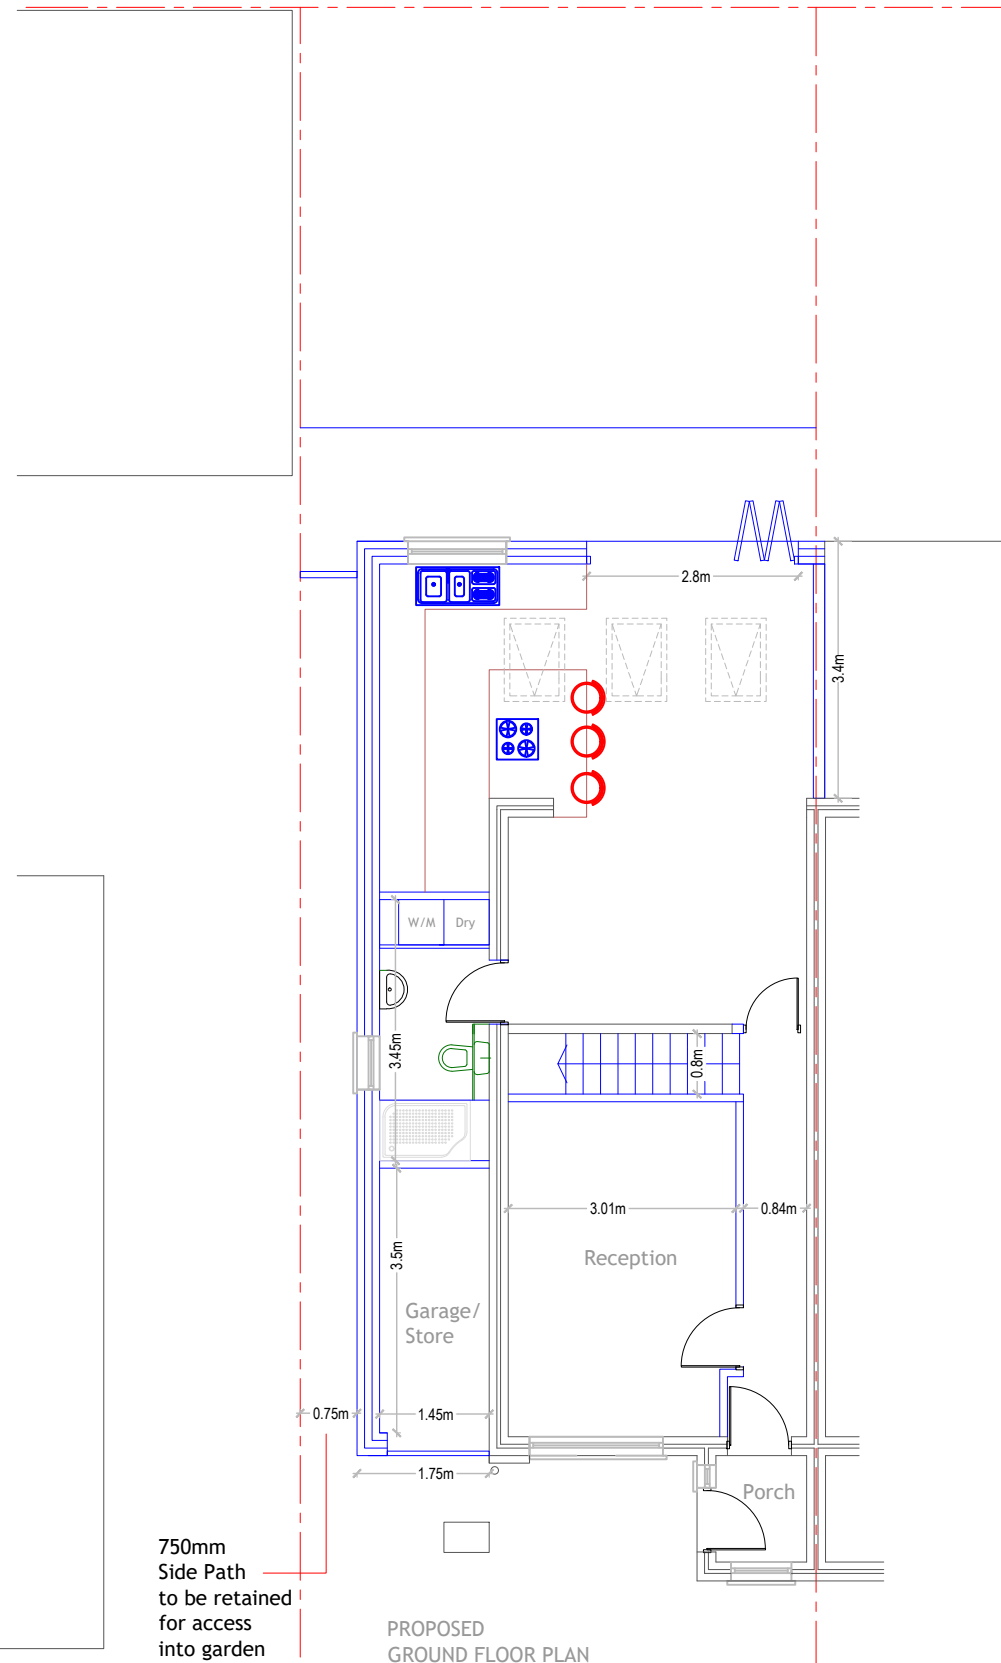 2.8m
3.4m
W/M
Dry
3.45m
0.8m
3.01m
0.84m
Reception
3.5m
Garage/
Store
0.75m
1.45m
1.75m
Porch
750mm
Side Path
to be retained
for access
into garden
PROPOSED
GROUND FLOOR PLAN